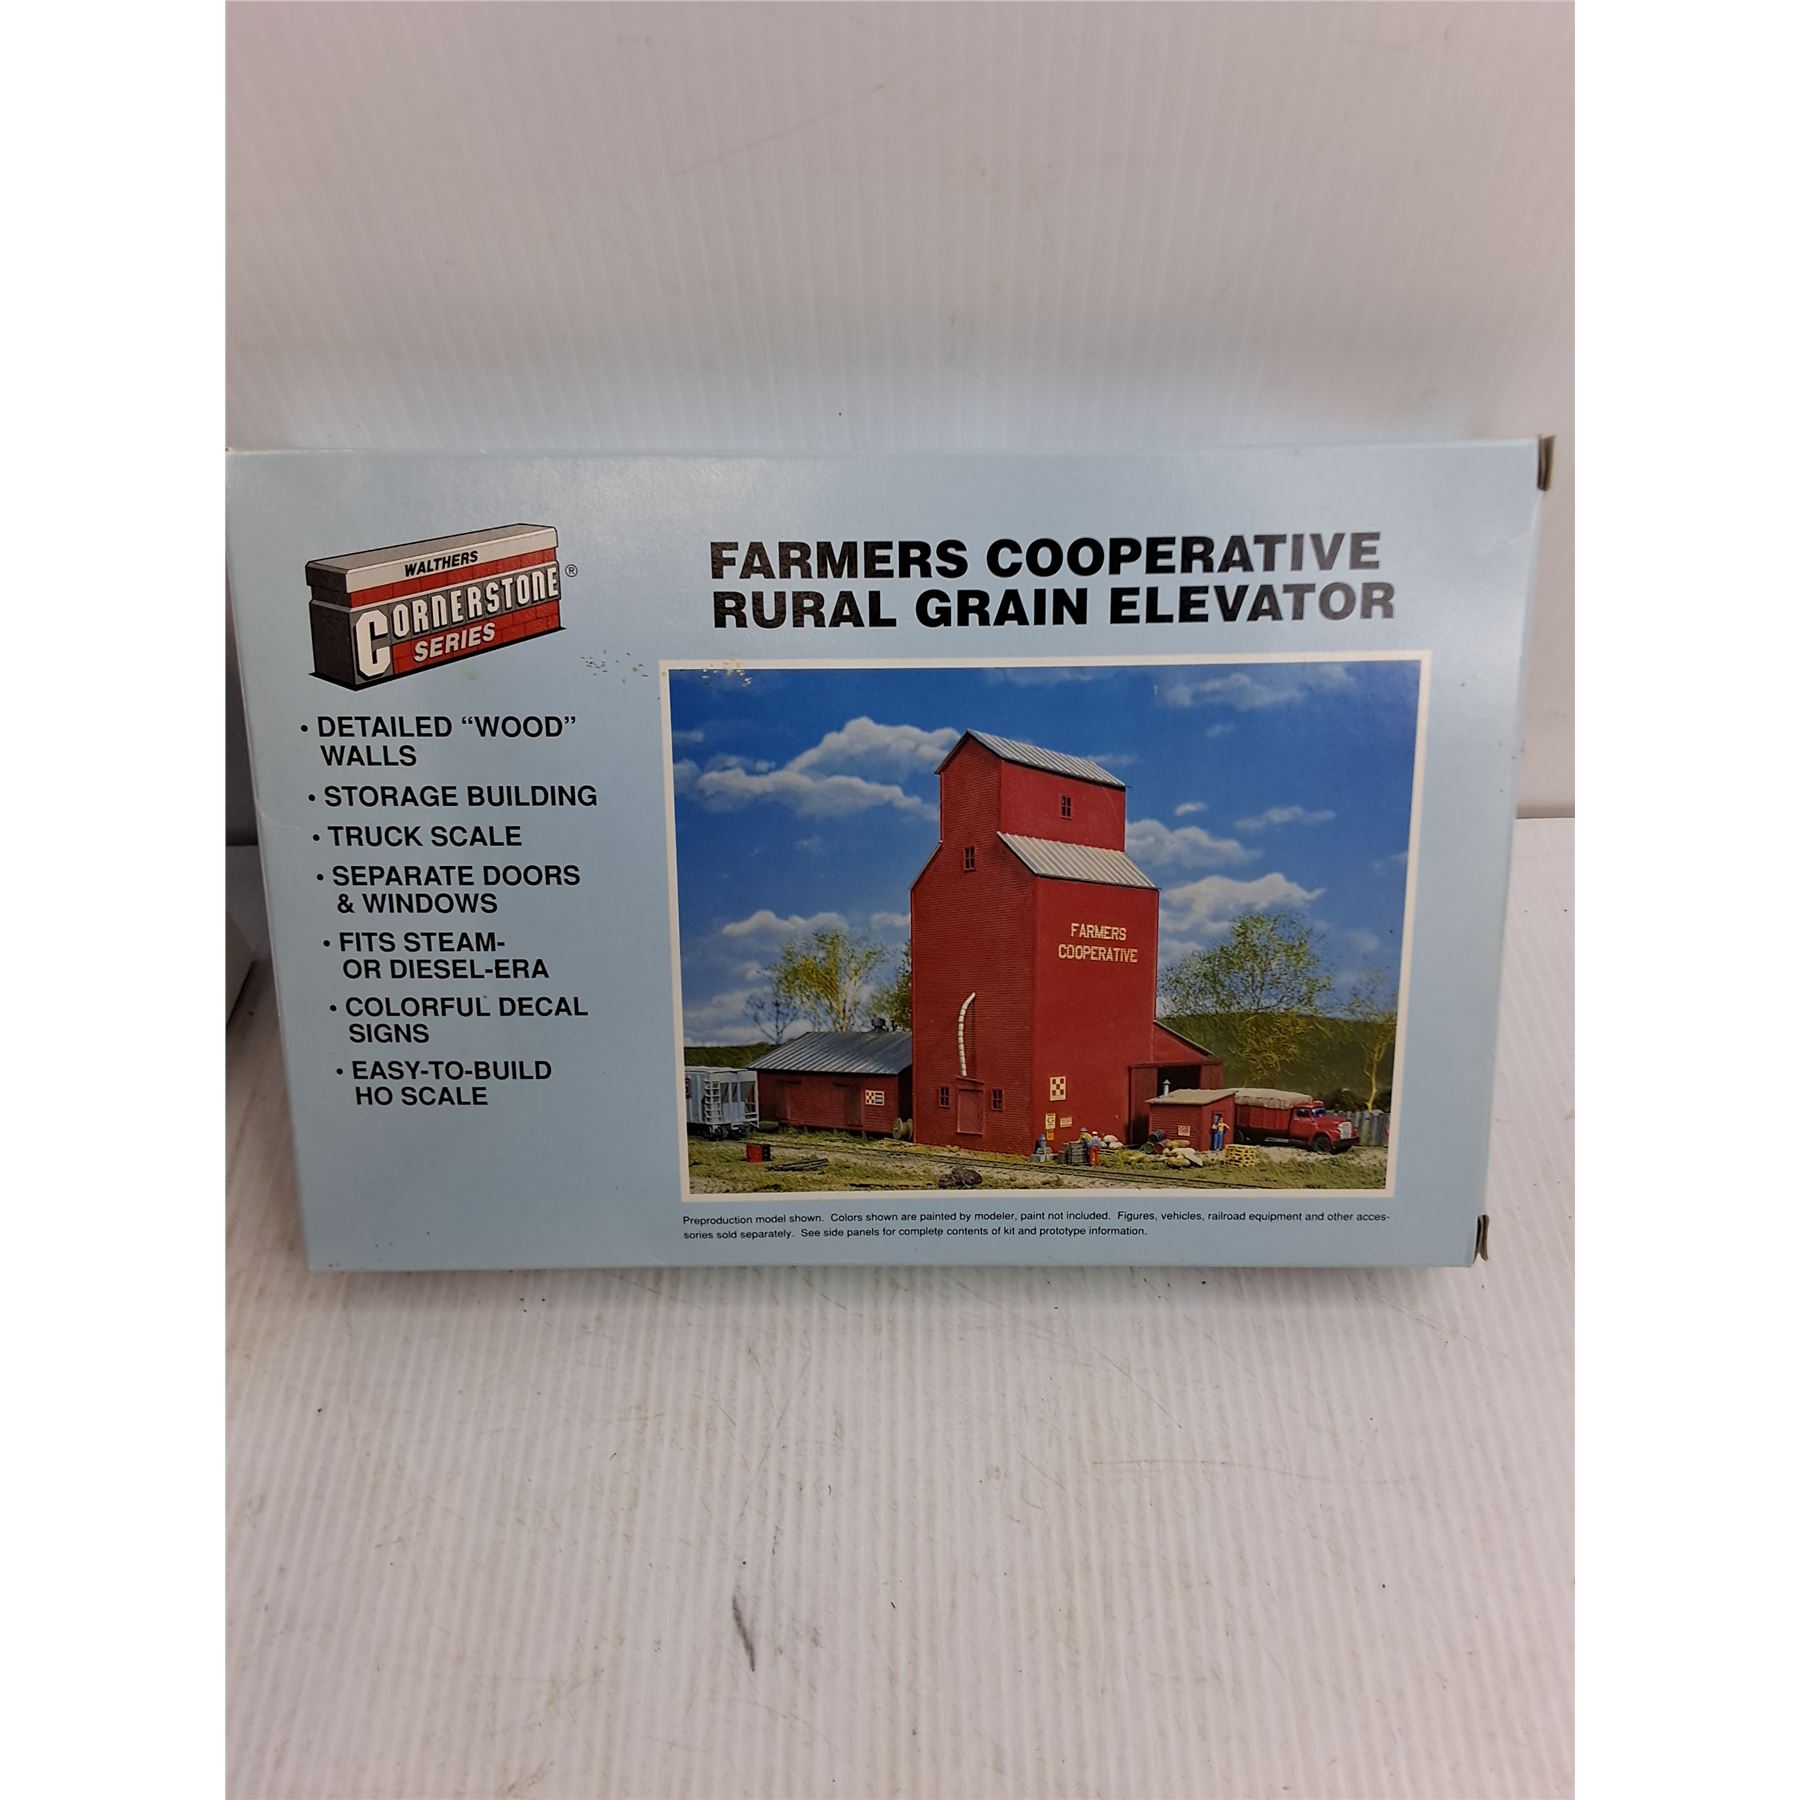 WALTHERS
CORNERSTONE®
SERIES
FARMERS COOPERATIVE
RURAL GRAIN ELEVATOR
• DETAILED “WOOD”
WALLS
• STORAGE BUILDING
• TRUCK SCALE
• SEPARATE DOORS
& WINDOWS
• FITS STEAM-
OR DIESEL-ERA
• COLORFUL DECAL
SIGNS
• EASY-TO-BUILD
HO SCALE
FARMERS
COOPERATIVE
Preproduction model shown. Colors shown are painted by modeler, paint not included. Figures, vehicles, railroad equipment and other acces-
sories sold separately. See side panels for complete contents of kit and prototype information.